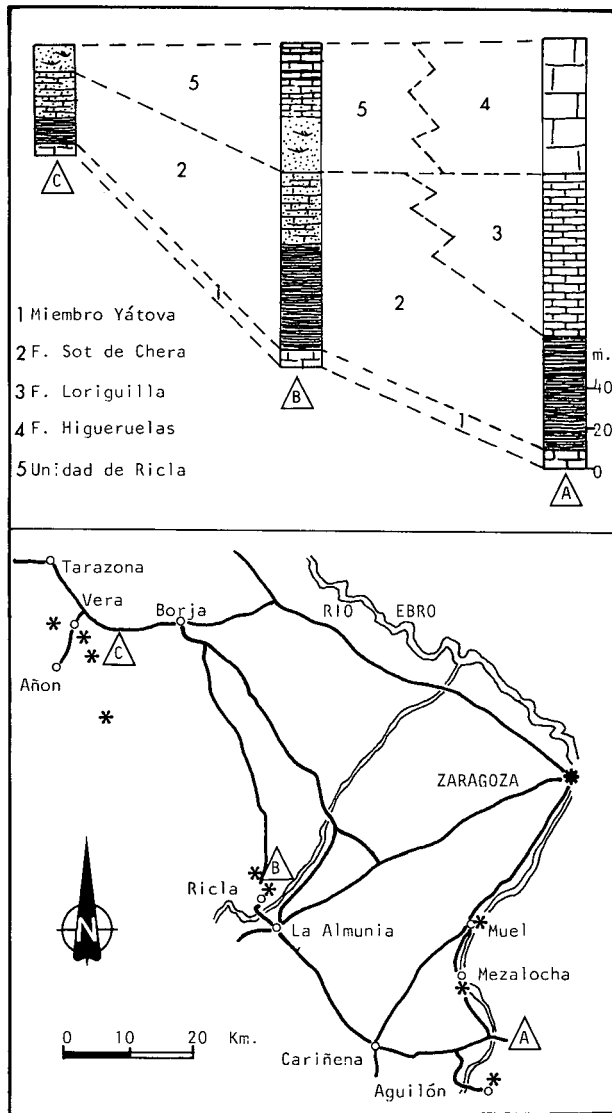 5
5
4
C
2
3
1 Miembro Yátova
1
2
2 F. Sot de Chera
m.
B
40
3 F. Loriguilla
1
20
4 F. Higueruelas
A
5 Unidad de Ricla
0
Tarazona
Vera
Borja
RIO EBRO
C
Añon
ZARAGOZA
B
Ricla
N
La Almunia
Muel
Mezalocha
0 20 Km.
A
Cariñena
Aguilón